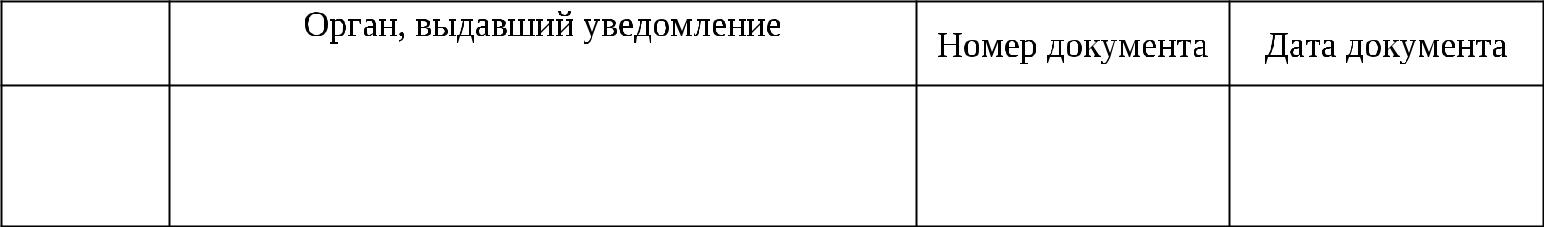 Орган, выдавший уведомление
Номер документа
Дата документа